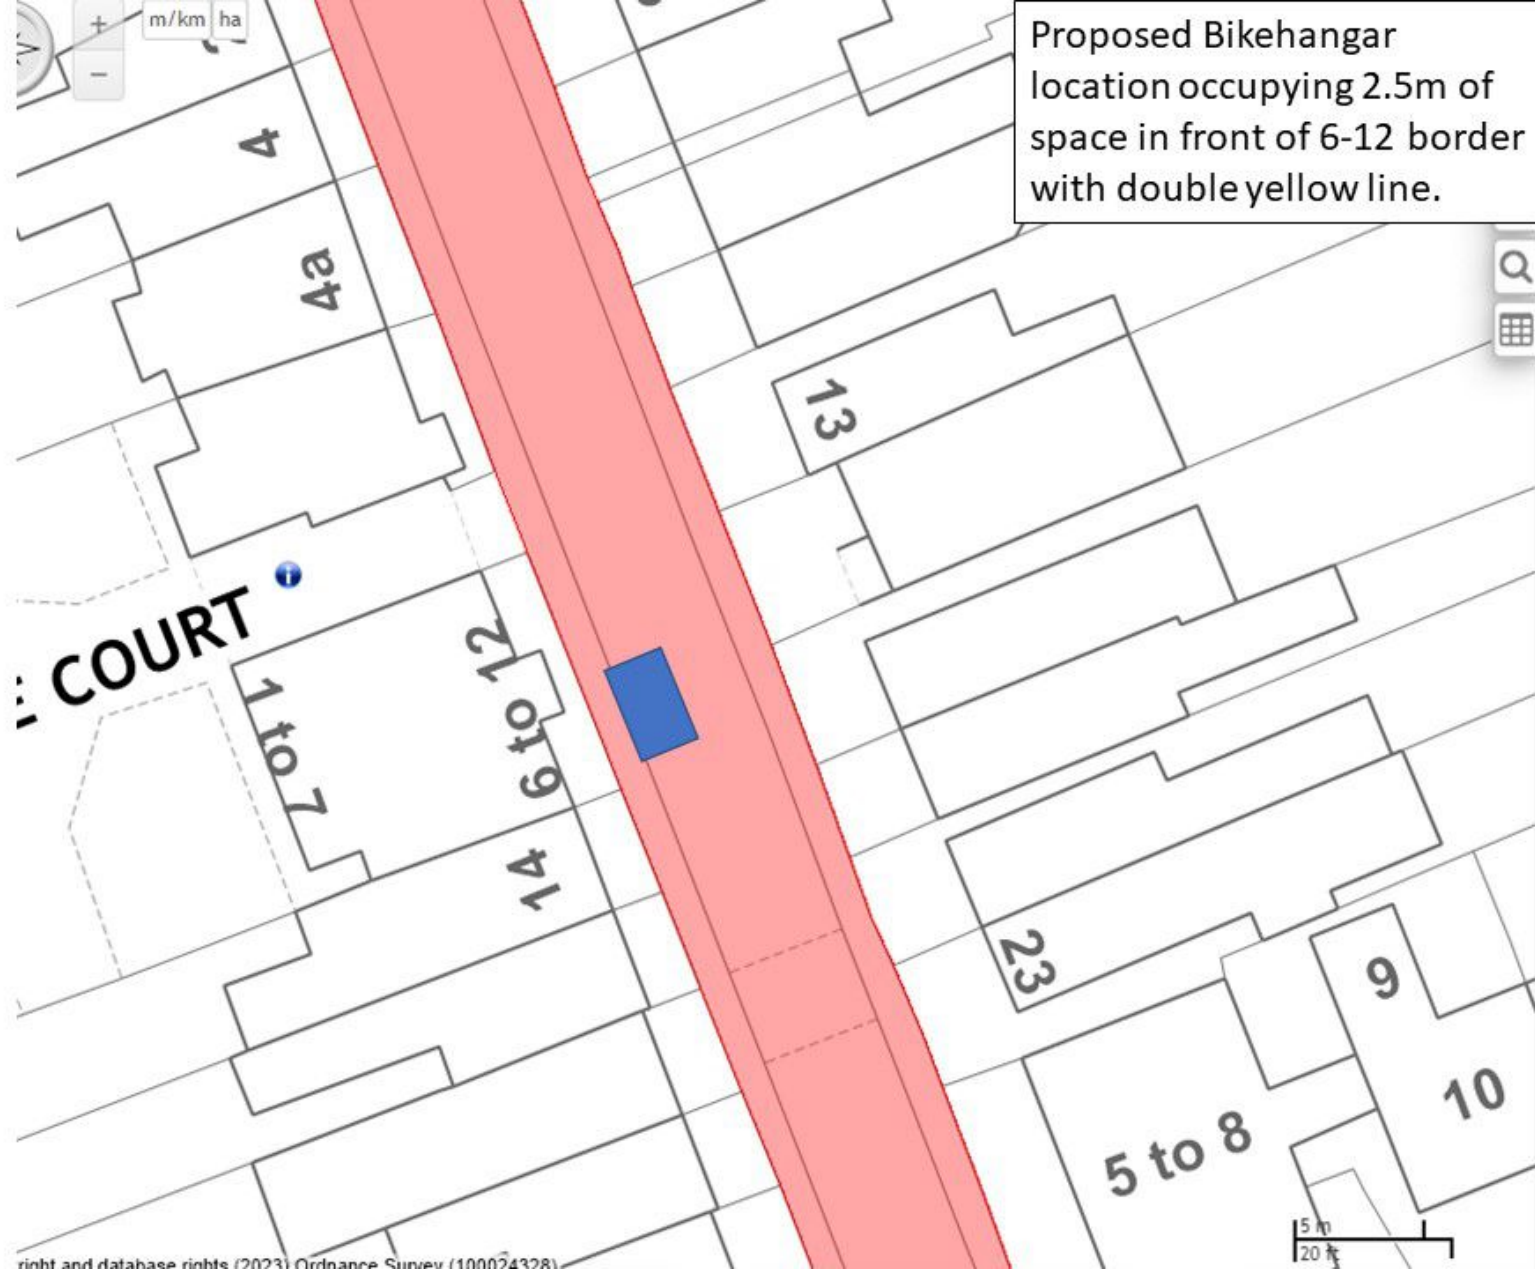 m/km ha
Proposed Bikehangar
location occupying 2.5m of
space in front of 6-12 border
with double yellow line.
4
4a
13
COURT
6 to 12
1 to 7
14
23
9
10
5 to 8
5 m
20 ft
right and database rights (2023) Ordnance Survey (100024328)